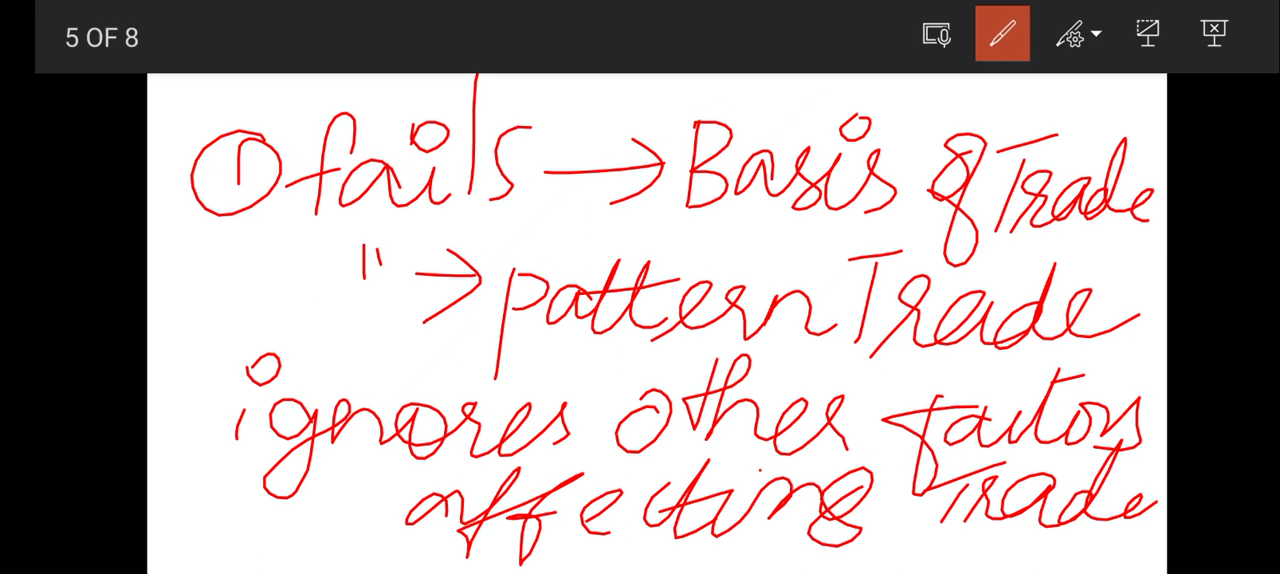 5 OF 8
① fails → Basis of Trade
" → pattern Trade
ignores other factors
affecting Trade